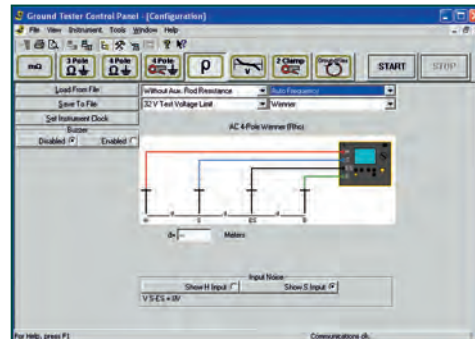 Ground Tester Control Panel - [Configuration]
File View Instrument Tools Window Help
mΩ
3 Pole
Ω
4 Pole
Ω
4 Pole
ρ
V
2 Clamp
START
STOP
Load From File
Save To File
Set Instrument Clock
Buzzer
Disabled
Enabled
Without Aux. Rod Resistance
Auto Frequency
32 V Test Voltage Limit
Wenner
AC 4-Pole Wenner (Rho)
H
d
S
d
ES
d
E
d= --
Meters
Input Noise
Show H Input
Show S Input
V S-ES = 0V
For Help, press F1
Communications ok.